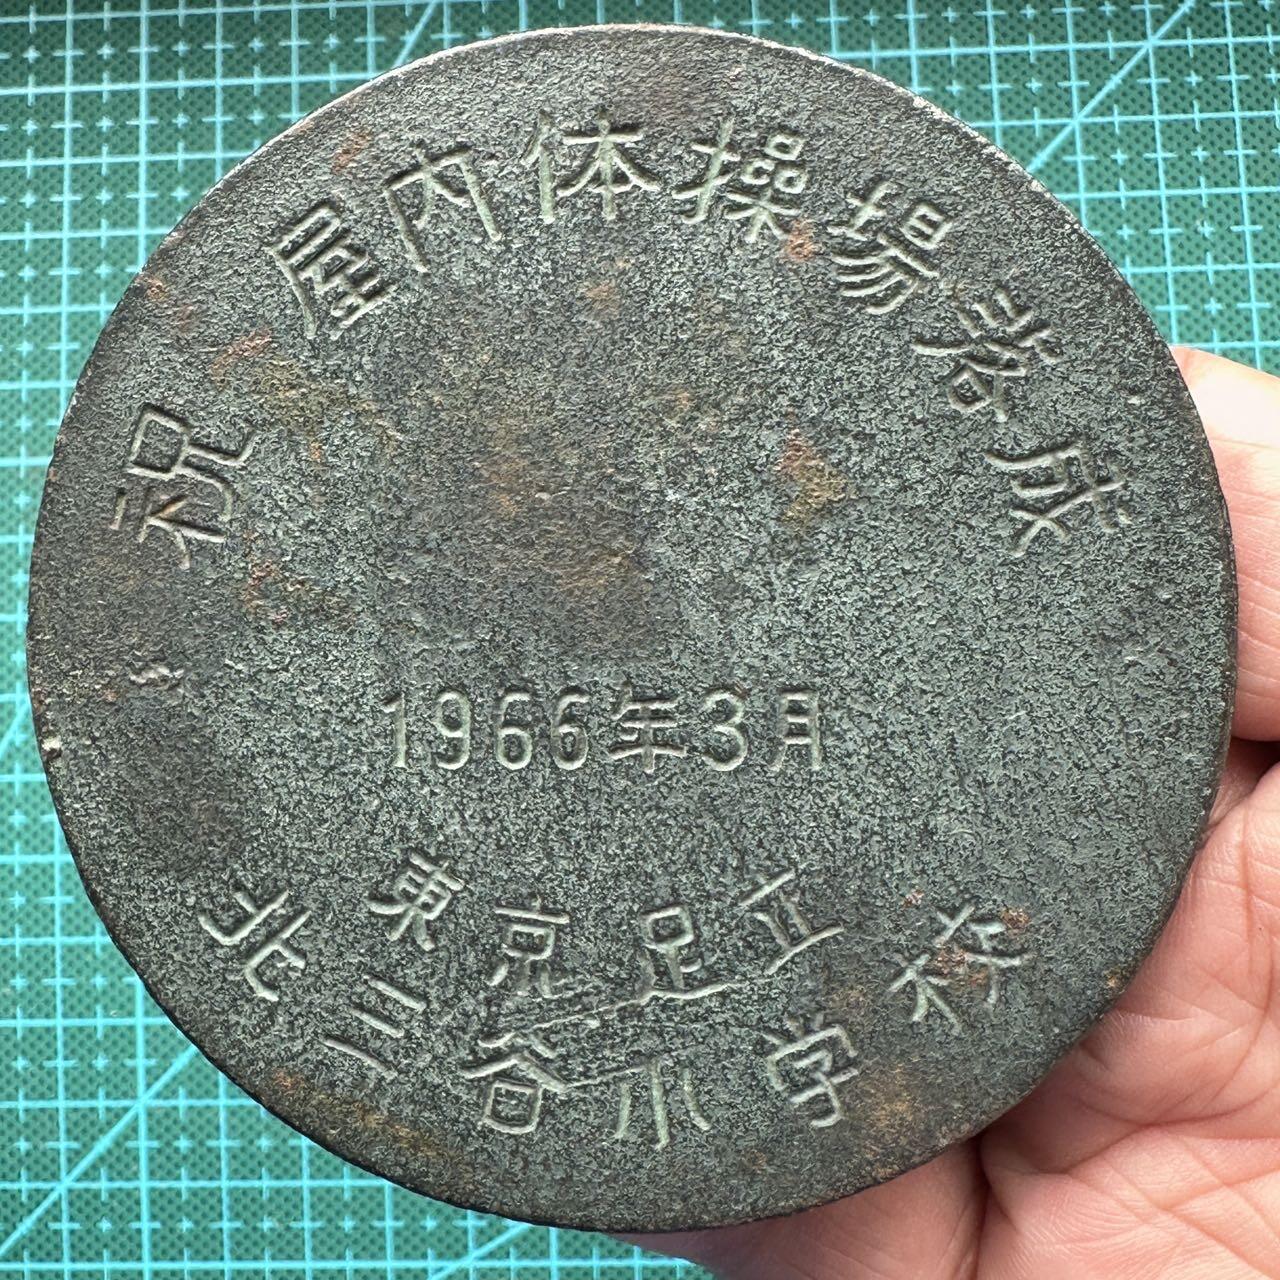 祝 屋内体操場落成
1966年3月
東京足立
北三谷小学校